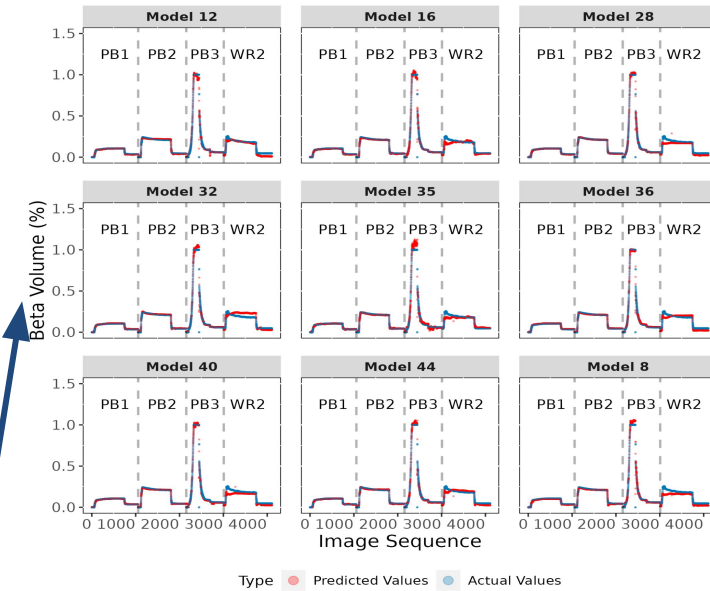 Model 12 Model 16 Model 28
1.5
PB1 PB2 PB3 WR2 PB1 PB2 PB3 WR2 PB1 PB2 PB3 WR2
1.0
0.5
0.0
Model 32 Model 35 Model 36
1.5
PB1 PB2 PB3 WR2 PB1 PB2 PB3 WR2 PB1 PB2 PB3 WR2
1.0
0.5
0.0
Beta Volume (%)
Model 40 Model 44 Model 8
1.5
PB1 PB2 PB3 WR2 PB1 PB2 PB3 WR2 PB1 PB2 PB3 WR2
1.0
0.5
0.0
0 1000 2000 3000 4000 0 1000 2000 3000 4000 0 1000 2000 3000 4000
Image Sequence
Type Predicted Values Actual Values